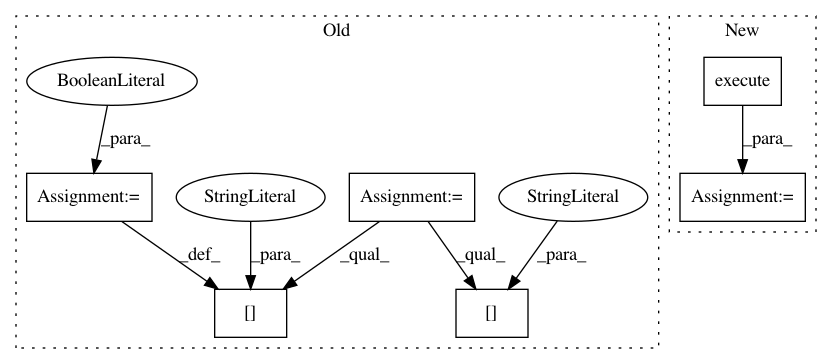 Old
New
BooleanLiteral
execute
_para_
_para_
Assignment:=
StringLiteral
Assignment:=
StringLiteral
Assignment:=
_def_
_para_
_qual_
_qual_
_para_
[]
[]